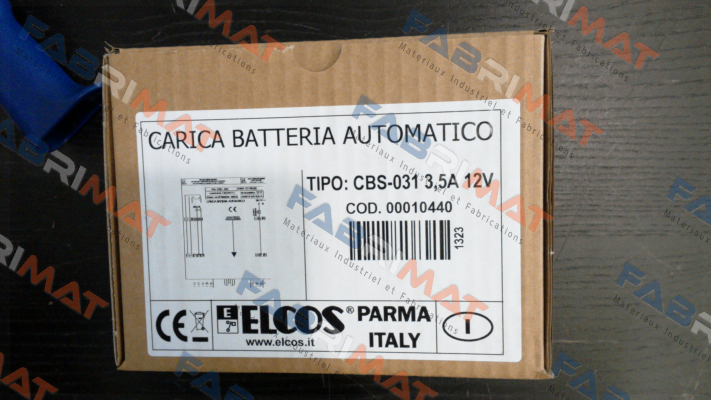 CARICA BATTERIA AUTOMATICO
TIPO: CBS-031 3,5A 12V
COD. 00010440
1323
CE
E
ELCOS®
www.elcos.it
PARMA
ITALY
I
FABRIMAT
Materiaux Industriel et Fabrications